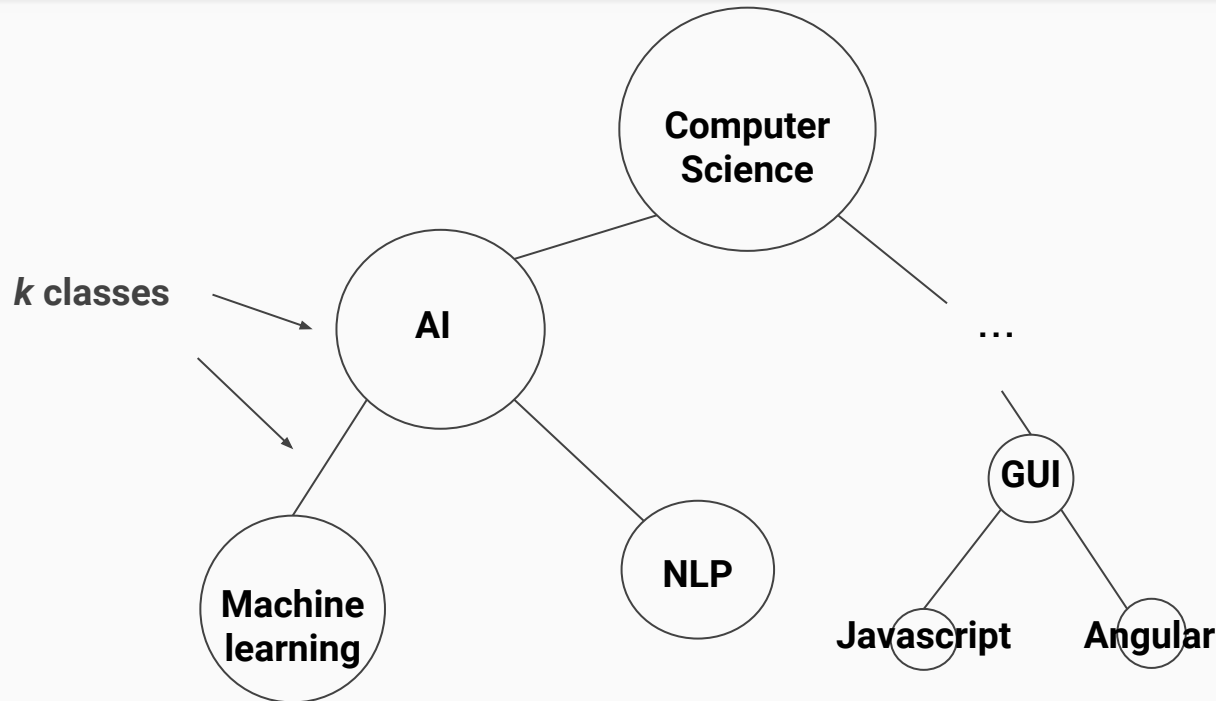 Computer
Science
k classes
AI
...
GUI
NLP
Machine
learning
Javascript
Angular